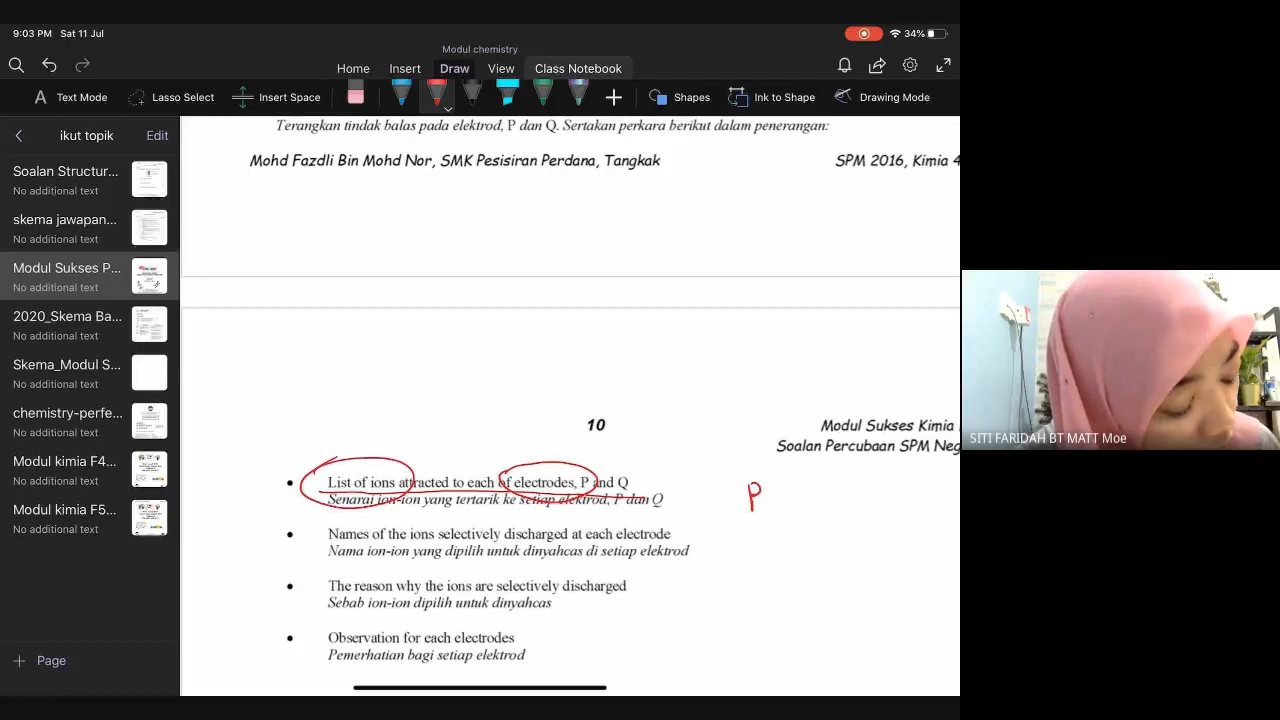 9:03 PM Sat 11 Jul
34%
Modul chemistry
Home Insert Draw View Class Notebook
Text Mode Lasso Select Insert Space Shapes Ink to Shape Drawing Mode
ikut topik Edit
Soalan Structur...
No additional text
skema jawapan...
No additional text
Modul Sukses P...
No additional text
2020_Skema Ba...
No additional text
Skema_Modul S...
No additional text
chemistry-perfe...
No additional text
Modul kimia F4...
No additional text
Modul kimia F5...
No additional text
Page
Terangkan tindak balas pada elektrod, P dan Q. Sertakan perkara berikut dalam penerangan:
Mohd Fazdli Bin Mohd Nor, SMK Pesisiran Perdana, Tangkak SPM 2016, Kimia 4
10
Modul Sukses Kimia
Soalan Percubaan SPM Neg
• List of ions attracted to each of electrodes, P and Q
Senarai ion-ion yang tertarik ke setiap elektrod, P dan Q
P
• Names of the ions selectively discharged at each electrode
Nama ion-ion yang dipilih untuk dinyahcas di setiap elektrod
• The reason why the ions are selectively discharged
Sebab ion-ion dipilih untuk dinyahcas
• Observation for each electrodes
Pemerhatian bagi setiap elektrod
SITI FARIDAH BT MATT Moe